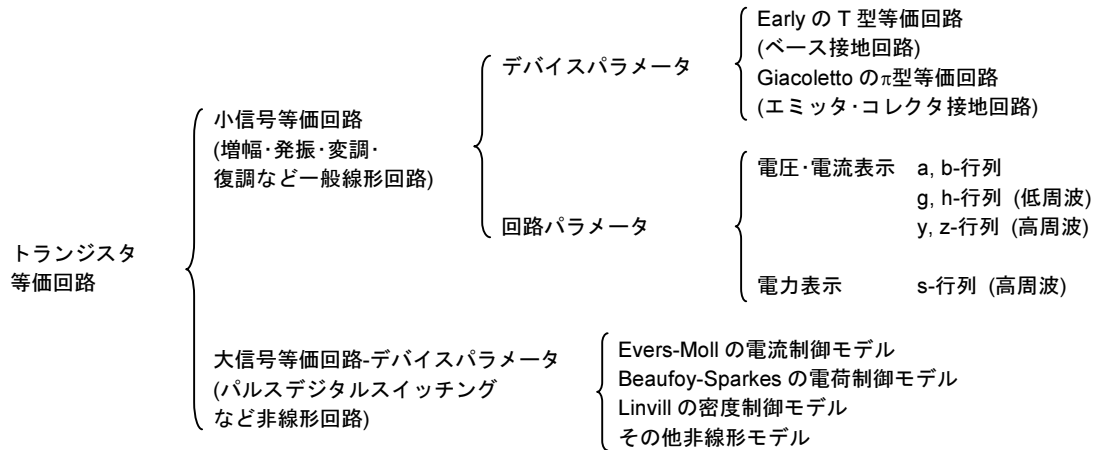 トランジスタ
等価回路
小信号等価回路
(増幅･発振･変調･
復調など一般線形回路)
デバイスパラメータ
Early の T 型等価回路
(ベース接地回路)
Giacoletto のπ型等価回路
(エミッタ･コレクタ接地回路)
回路パラメータ
電圧･電流表示 a, b-行列
g, h-行列 (低周波)
y, z-行列 (高周波)
電力表示 s-行列 (高周波)
大信号等価回路-デバイスパラメータ
(パルスデジタルスイッチング
など非線形回路)
Evers-Moll の電流制御モデル
Beaufoy-Sparkes の電荷制御モデル
Linvill の密度制御モデル
その他非線形モデル